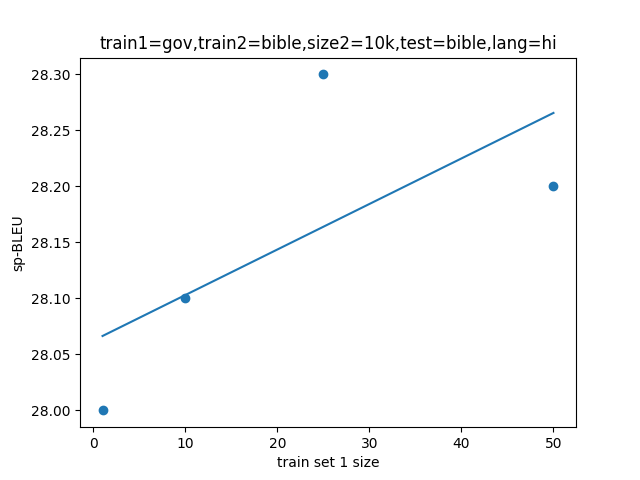 train1=gov,train2=bible,size2=10k,test=bible,lang=hi
28.30
28.25
28.20
28.15
28.10
28.05
28.00
sp-BLEU
0 10 20 30 40 50
train set 1 size